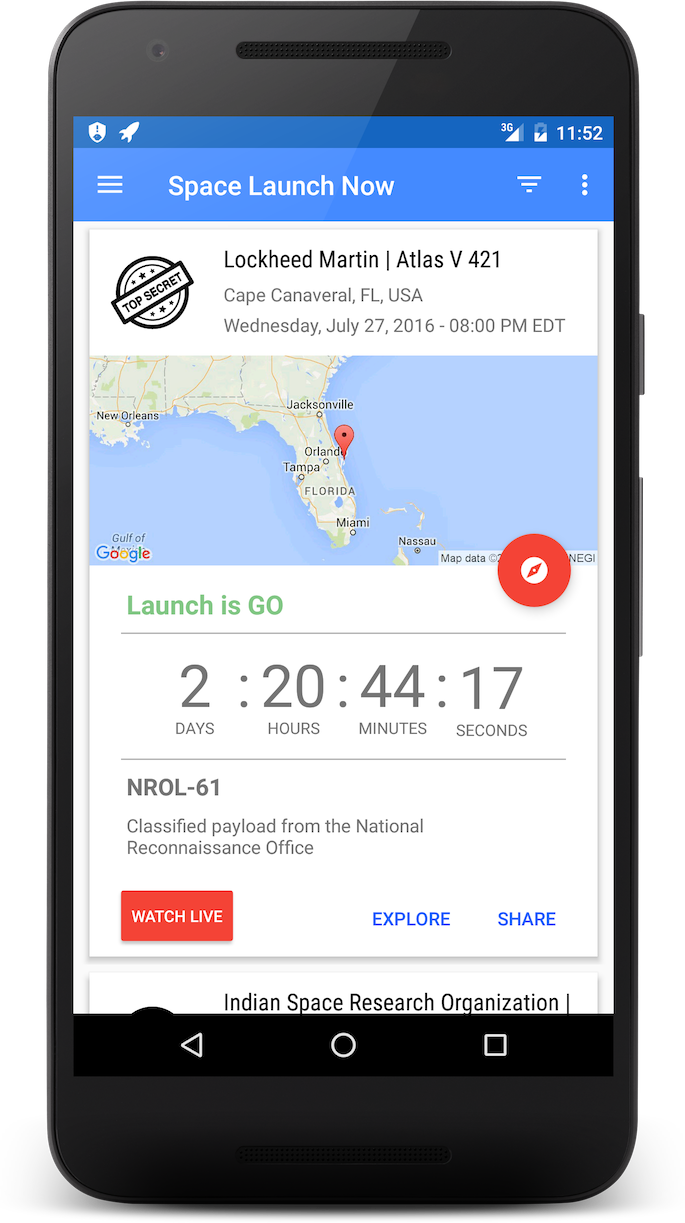 3G 11:52
Space Launch Now
TOP SECRET
Lockheed Martin | Atlas V 421
Cape Canaveral, FL, USA
Wednesday, July 27, 2016 - 08:00 PM EDT
Jacksonville
New Orleans
Orlando
Tampa
FLORIDA
Miami
Gulf of
Nassau
Google
Map data ©2 NEGI
Launch is GO
2 : 20 : 44 : 17
DAYS HOURS MINUTES SECONDS
NROL-61
Classified payload from the National
Reconnaissance Office
WATCH LIVE EXPLORE SHARE
Indian Space Research Organization |